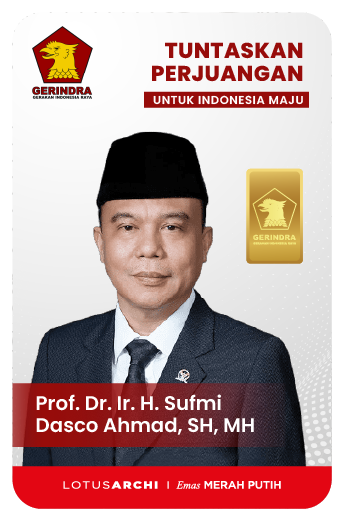 GERINDRA
GERAKAN INDONESIA RAYA
TUNTASKAN
PERJUANGAN
UNTUK INDONESIA MAJU
GERINDRA
GERAKAN INDONESIA RAYA
Prof. Dr. Ir. H. Sufmi
Dasco Ahmad, SH, MH
LOTUSARCHI | Emas MERAH PUTIH